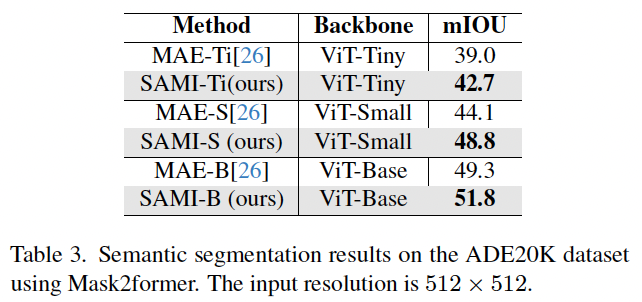 Method Backbone mIOU
MAE-Ti[26] ViT-Tiny 39.0
SAMI-Ti(ours) ViT-Tiny 42.7
MAE-S[26] ViT-Small 44.1
SAMI-S (ours) ViT-Small 48.8
MAE-B[26] ViT-Base 49.3
SAMI-B (ours) ViT-Base 51.8
Table 3. Semantic segmentation results on the ADE20K dataset
using Mask2former. The input resolution is 512 × 512.